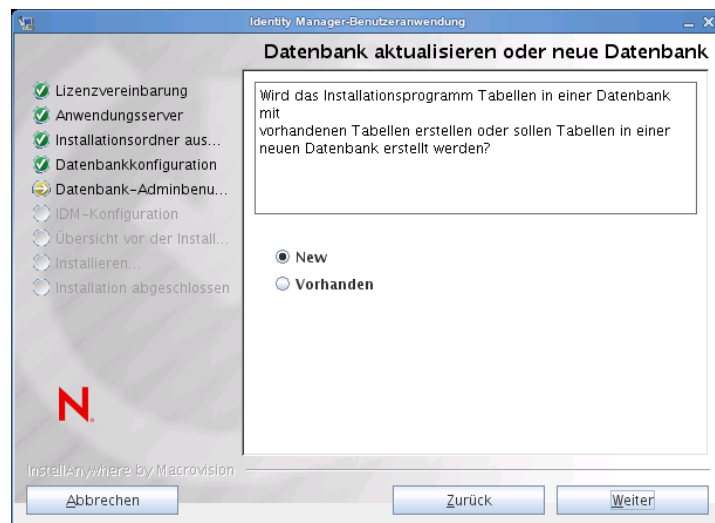 Identity Manager-Benutzeranwendung
Datenbank aktualisieren oder neue Datenbank
Lizenzvereinbarung
Anwendungsserver
Installationsordner aus...
Datenbankkonfiguration
Datenbank-Adminbenu...
IDM-Konfiguration
Übersicht vor der Install...
Installieren...
Installation abgeschlossen
Wird das Installationsprogramm Tabellen in einer Datenbank
mit
vorhandenen Tabellen erstellen oder sollen Tabellen in einer
neuen Datenbank erstellt werden?
New
Vorhanden
N.
InstallAnywhere by Macrovision
Abbrechen
Zurück
Weiter